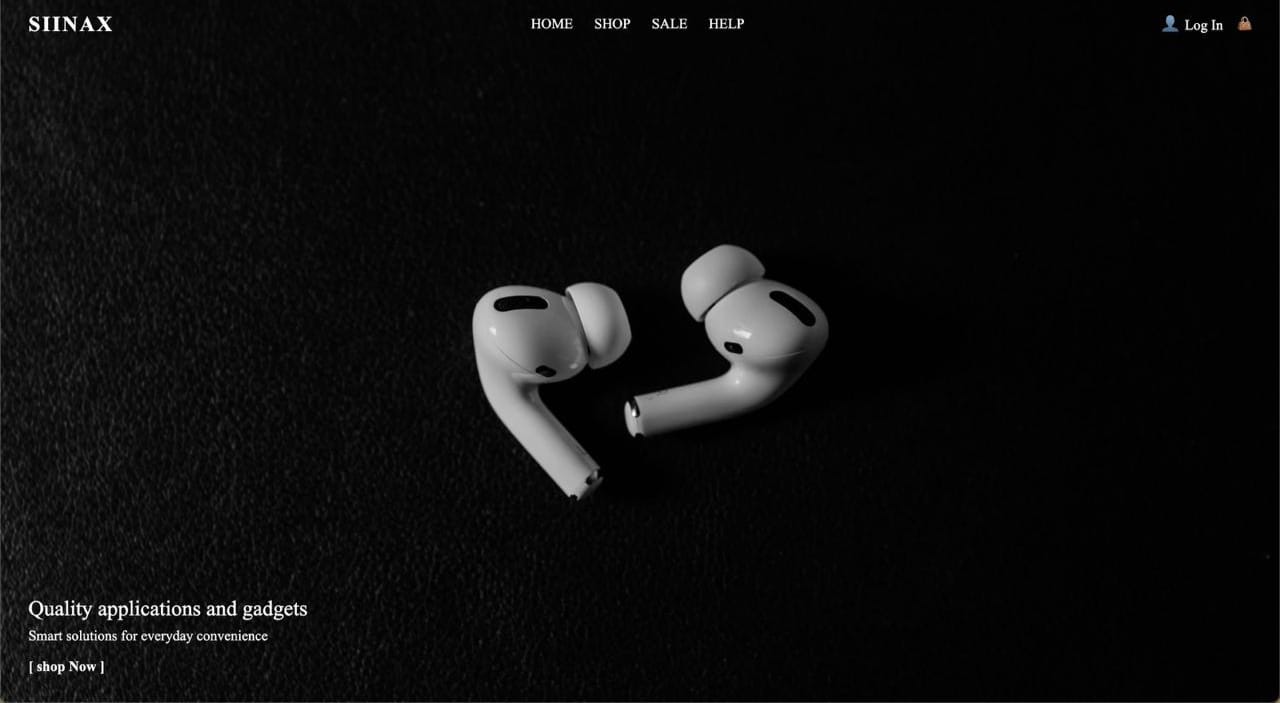 SIINAX
HOME SHOP SALE HELP
Log In
Quality applications and gadgets
Smart solutions for everyday convenience
[ shop Now ]